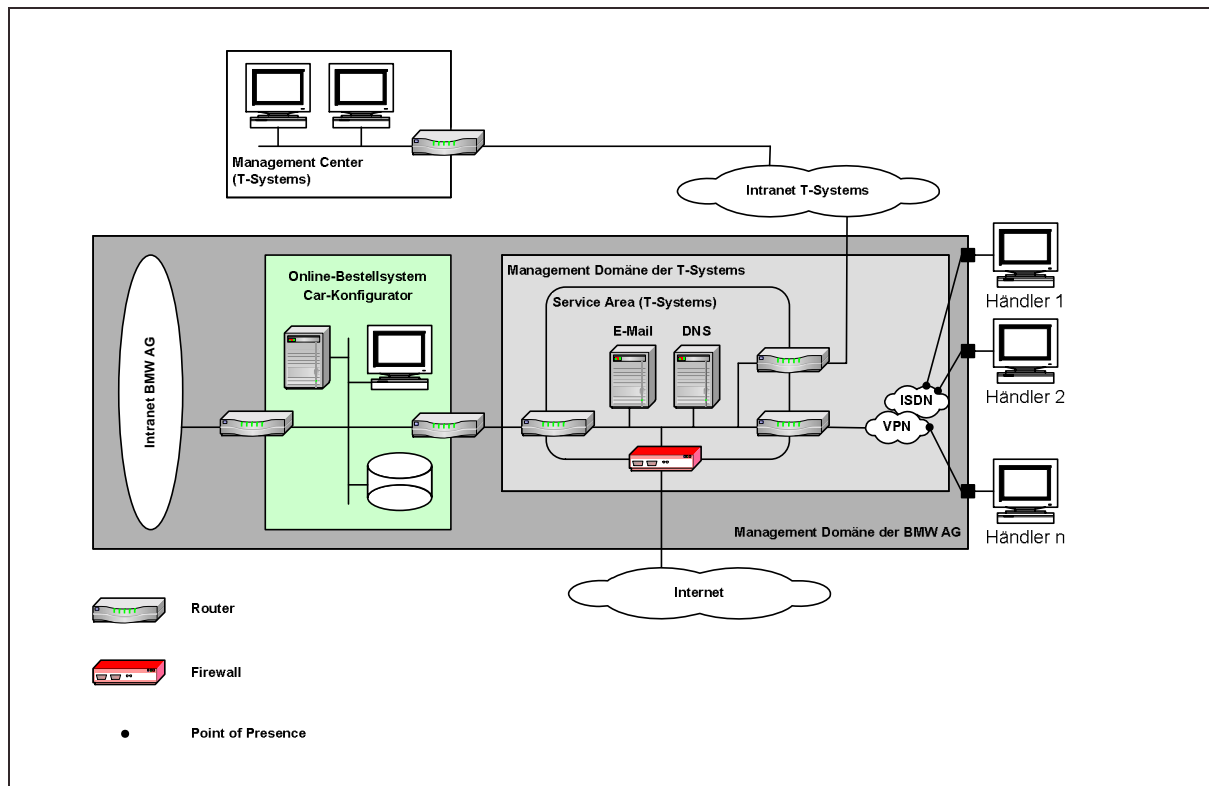 Management Center
(T-Systems)
Intranet T-Systems
Intranet BMW AG
Online-Bestellsystem
Car-Konfigurator
Management Domäne der T-Systems
Service Area (T-Systems)
E-Mail
DNS
ISDN
VPN
Händler 1
Händler 2
Händler n
Management Domäne der BMW AG
Internet
Router
Firewall
Point of Presence